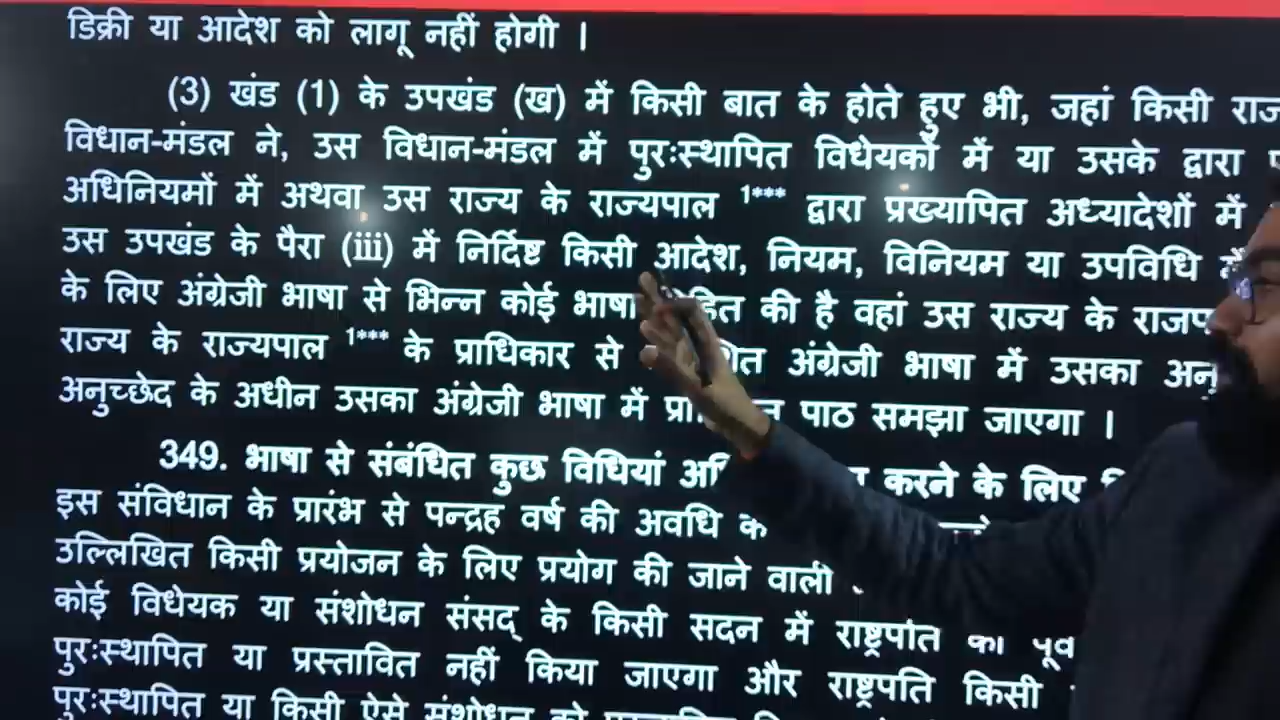 डिक्री या आदेश को लागू नहीं होगी ।
(3) खंड (1) के उपखंड (ख) में किसी बात के होते हुए भी, जहां किसी
विधान-मंडल ने, उस विधान-मंडल में पुरःस्थापित विधेयकों में या उसके द्वारा
अधिनियमों में अथवा उस राज्य के राज्यपाल 1*** द्वारा प्रख्यापित अध्यादेशों में
उस उपखंड के पैरा (iii) में निर्दिष्ट किसी आदेश, नियम, विनियम या उपविधि में
के लिए अंग्रेजी भाषा से भिन्न कोई भाषा की है वहां उस राज्य के
राज्य के राज्यपाल 1*** के प्राधिकार से अंग्रेजी भाषा में उसका
अनुच्छेद के अधीन उसका अंग्रेजी भाषा में पाठ समझा जाएगा ।
349. भाषा से संबंधित कुछ विधियां करने के लिए
इस संविधान के प्रारंभ से पन्द्रह वर्ष की अवधि
उल्लिखित किसी प्रयोजन के लिए प्रयोग की जाने वाली
कोई विधेयक या संशोधन संसद् के किसी सदन में राष्ट्रपति की पूर्व
पुरःस्थापित या प्रस्तावित नहीं किया जाएगा और राष्ट्रपति किसी
पुरःस्थापित या किसी ऐसे संशोधन को